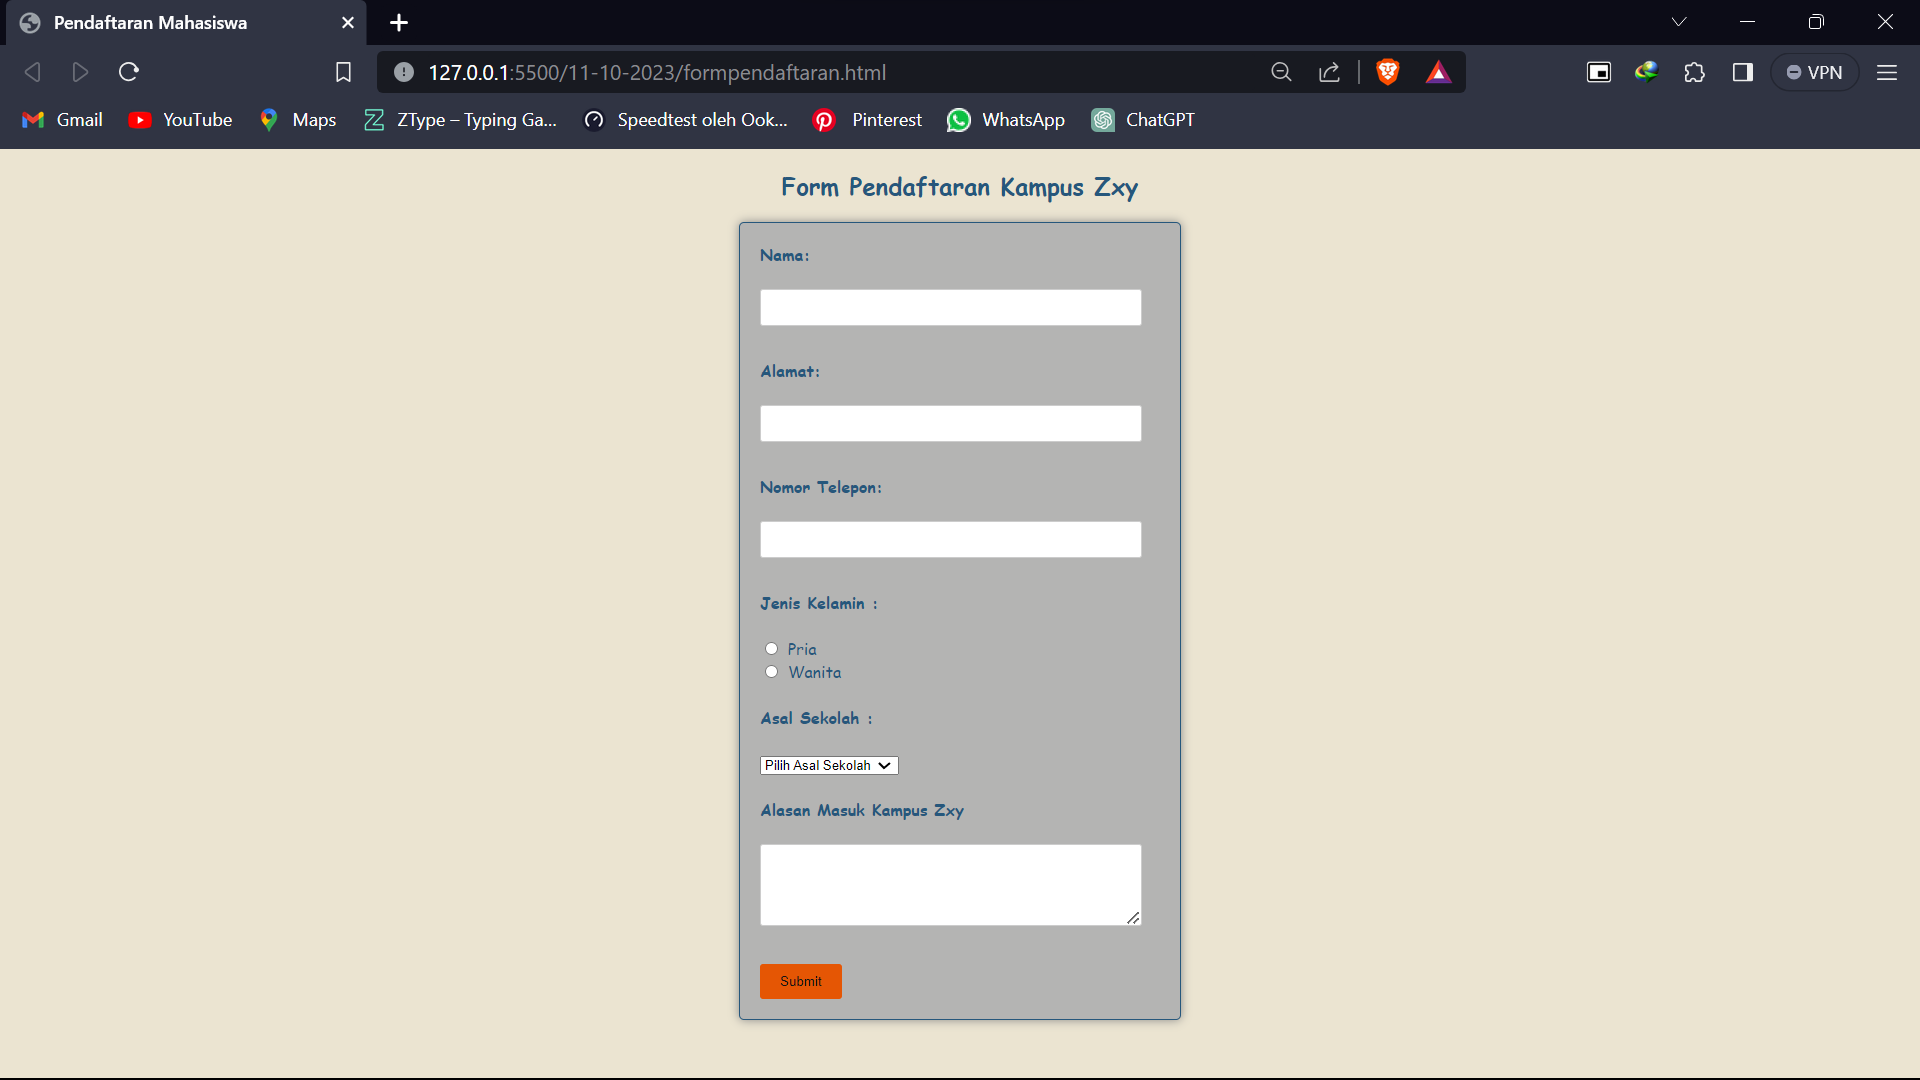 Pendaftaran Mahasiswa
127.0.0.1:5500/11-10-2023/formpendaftaran.html
VPN
Gmail YouTube Maps ZType – Typing Ga... Speedtest oleh Ook... Pinterest WhatsApp ChatGPT
Form Pendaftaran Kampus Zxy
Nama:
Alamat:
Nomor Telepon:
Jenis Kelamin :
Pria
Wanita
Asal Sekolah :
Pilih Asal Sekolah
Alasan Masuk Kampus Zxy
Submit